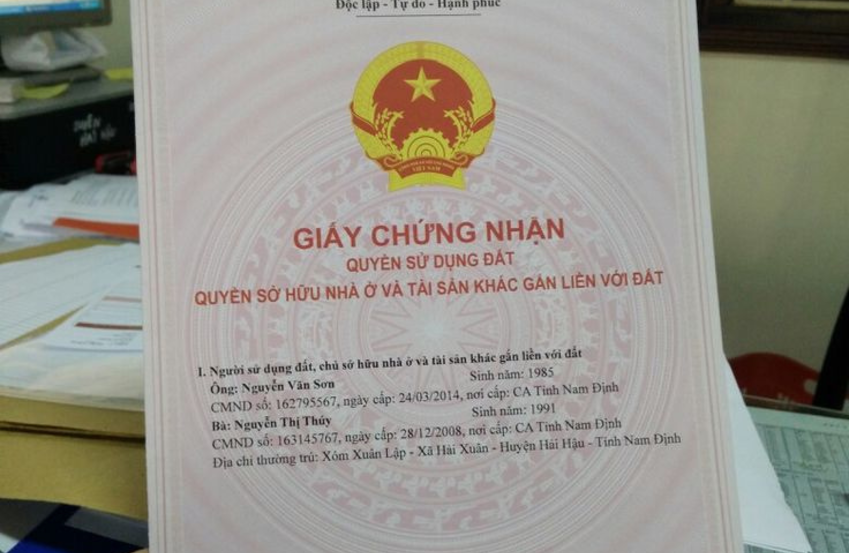 Độc lập - Tự do - Hạnh phúc
VIỆT NAM
GIẤY CHỨNG NHẬN
QUYỀN SỬ DỤNG ĐẤT
QUYỀN SỞ HỮU NHÀ Ở VÀ TÀI SẢN KHÁC GẮN LIỀN VỚI ĐẤT
1. Người sử dụng đất, chủ sở hữu nhà ở và tài sản khác gắn liền với đất
Ông: Nguyễn Văn Sơn Sinh năm: 1985
CMND số: 162795567, ngày cấp: 24/03/2014, nơi cấp: CA Tỉnh Nam Định
Bà: Nguyễn Thị Thúy Sinh năm: 1991
CMND số: 163145767, ngày cấp: 28/12/2008, nơi cấp: CA Tỉnh Nam Định
Địa chỉ thường trú: Xóm Xuân Lập - Xã Hải Xuân - Huyện Hải Hậu - Tỉnh Nam Định